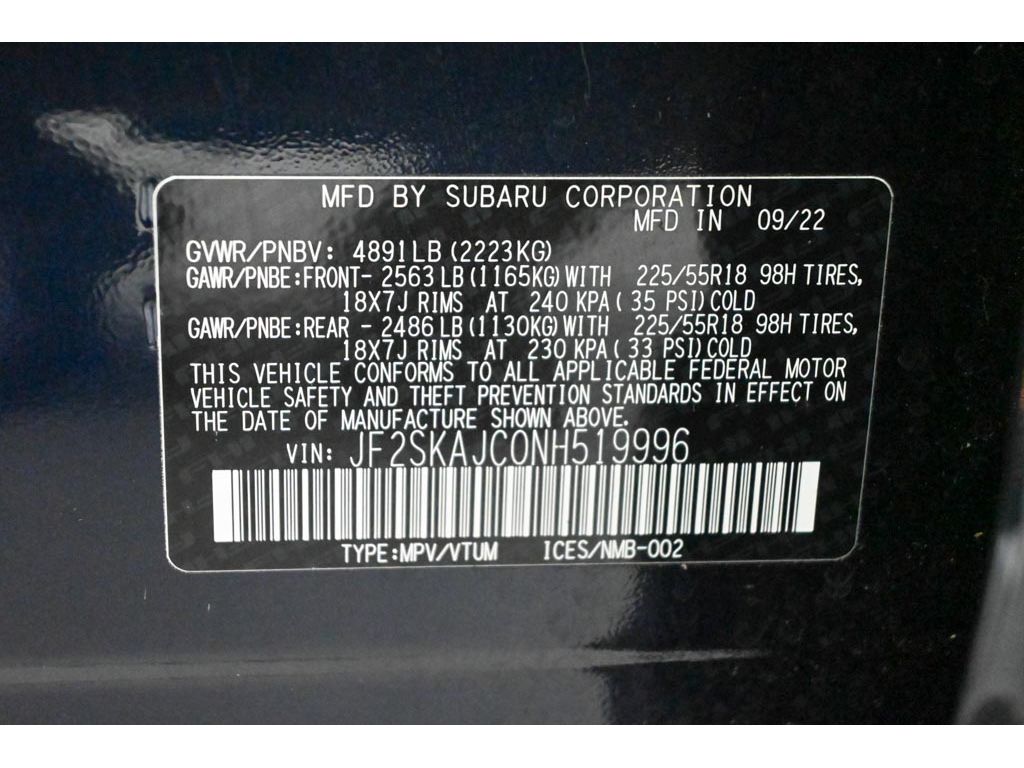 MFD BY SUBARU CORPORATION
MFD IN 09/22
GVWR/PNBV: 4891LB (2223KG)
GAWR/PNBE:FRONT- 2563 LB (1165KG) WITH 225/55R18 98H TIRES,
18X7J RIMS AT 240 KPA ( 35 PSI) COLD
GAWR/PNBE:REAR - 2486 LB (1130KG) WITH 225/55R18 98H TIRES,
18X7J RIMS AT 230 KPA ( 33 PSI) COLD
THIS VEHICLE CONFORMS TO ALL APPLICABLE FEDERAL MOTOR
VEHICLE SAFETY AND THEFT PREVENTION STANDARDS IN EFFECT ON
THE DATE OF MANUFACTURE SHOWN ABOVE.
VIN: JF2SKAJC0NH519996
TYPE:MPV/VTUM ICES/NMB-002